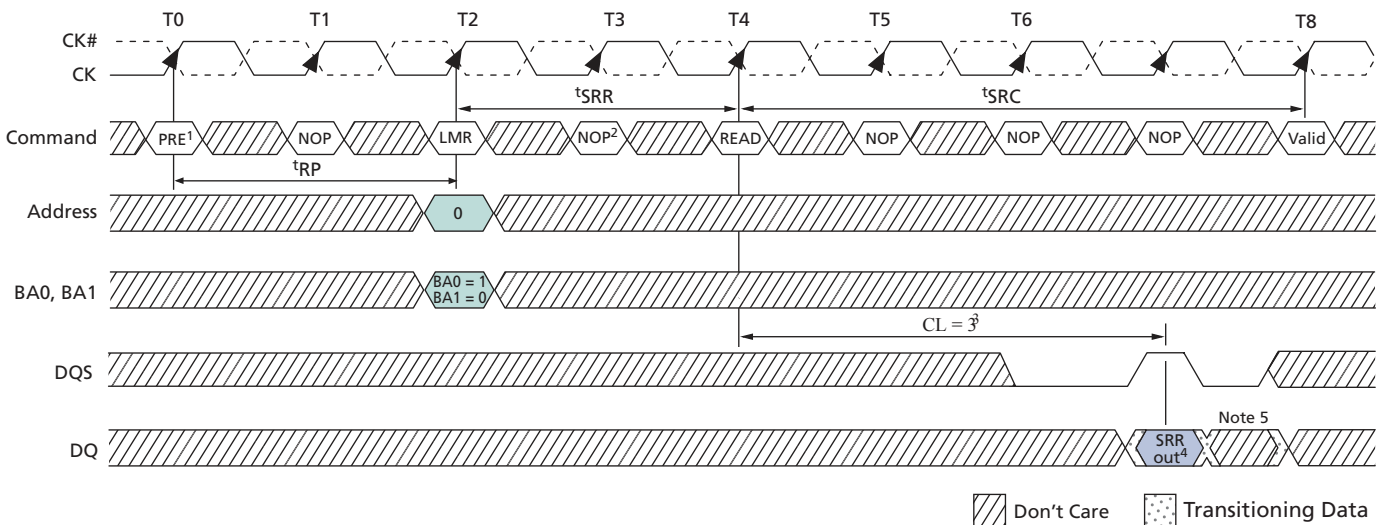 T0 T1 T2 T3 T4 T5 T6 T8
CK#
CK
tSRR tSRC
Command PRE1 NOP LMR NOP2 READ NOP NOP NOP Valid
tRP
Address 0
BA0, BA1 BA0 = 1
BA1 = 0
CL = 33
DQS
Note 5
DQ SRR
out4
Don't Care Transitioning Data